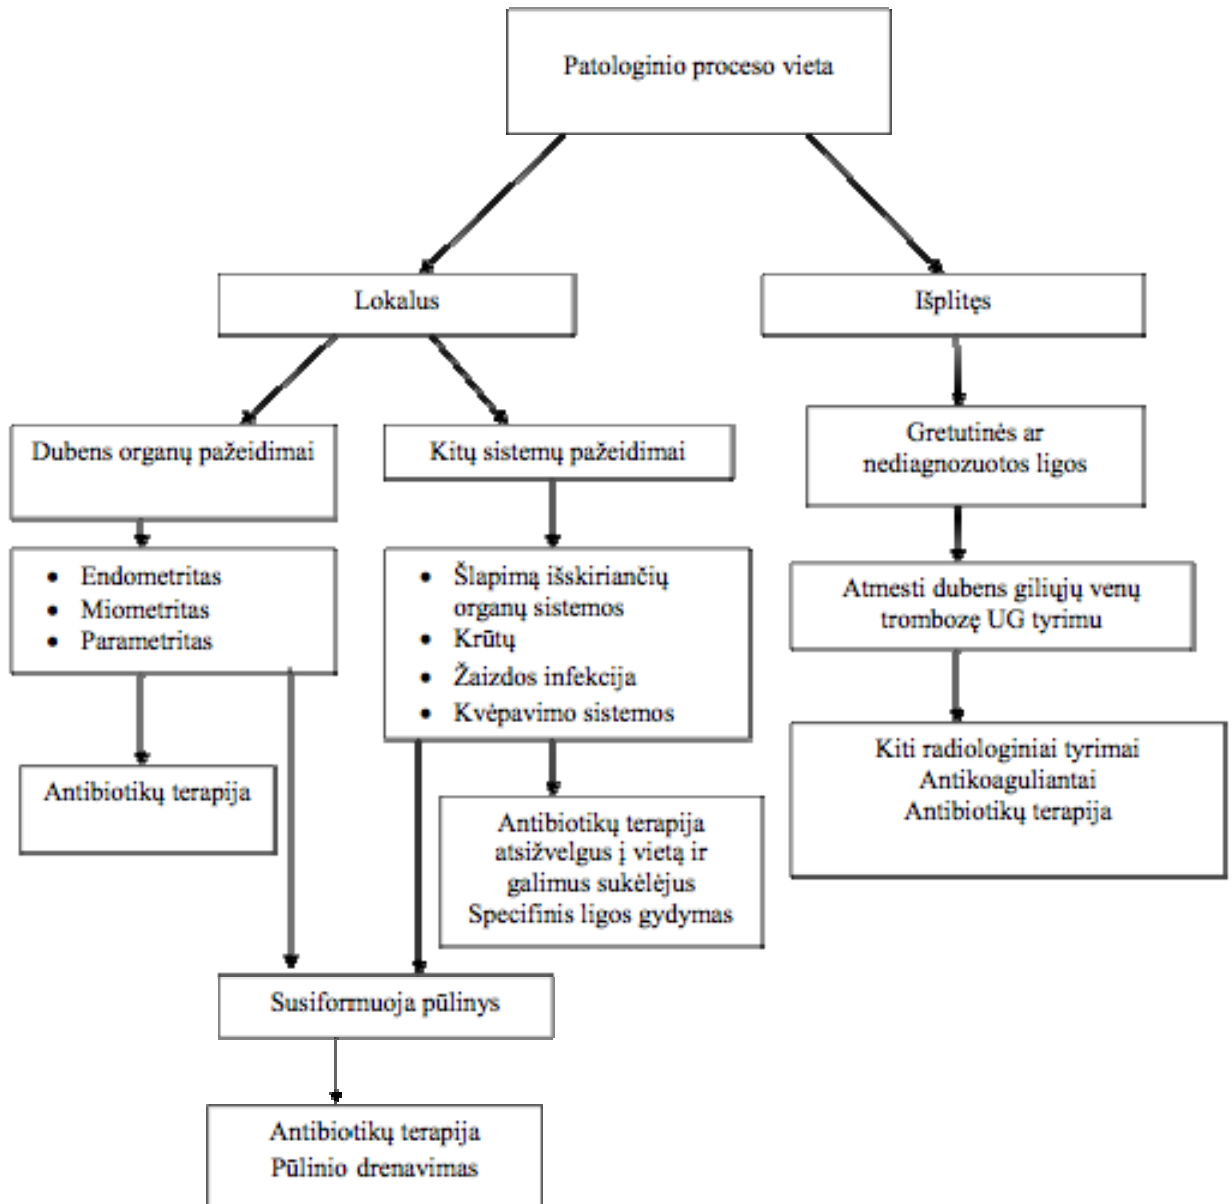 Patologinio proceso vieta
Lokalus
Išplitęs
Dubens organų pažeidimai
Kitų sistemų pažeidimai
Gretutinės ar
nediagnozuotos ligos
• Endometritas
• Miometritas
• Parametritas
• Šlapimą išskiriančių
organų sistemos
• Krūtų
• Žaizdos infekcija
• Kvėpavimo sistemos
Atmesti dubens giliųjų venų
trombozę UG tyrimu
Antibiotikų terapija
Antibiotikų terapija
atsižvelgus į vietą ir
galimus sukėlėjus
Specifinis ligos gydymas
Kiti radiologiniai tyrimai
Antikoaguliantai
Antibiotikų terapija
Susiformuoja pūlinys
Antibiotikų terapija
Pūlinio drenavimas